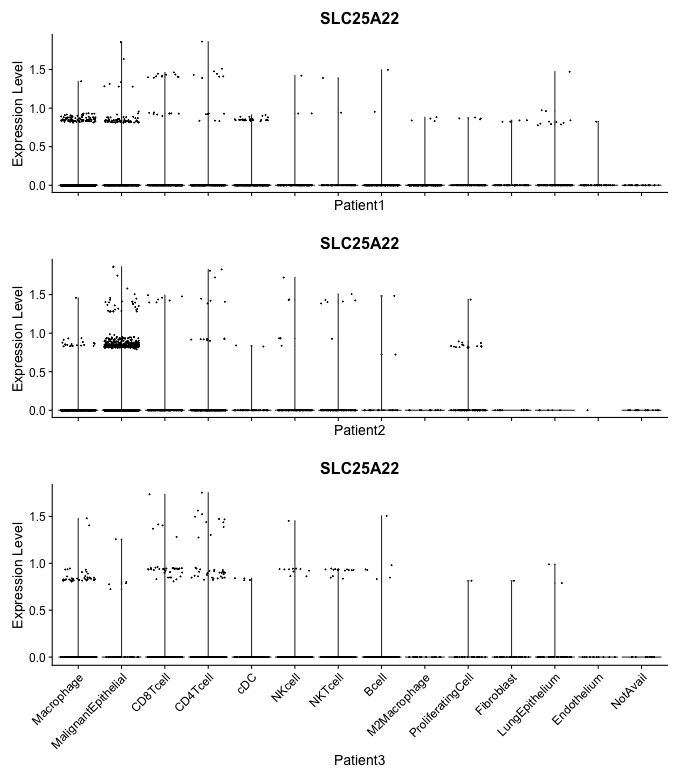 SLC25A22
Expression Level
1.5
1.0
0.5
0.0
Patient1
SLC25A22
Expression Level
1.5
1.0
0.5
0.0
Patient2
SLC25A22
Expression Level
1.5
1.0
0.5
0.0
Macrophage
MalignantEpithelial
CD8Tcell
CD4Tcell
cDC
NKcell
NKTcell
Bcell
M2Macrophage
ProliferatingCell
Fibroblast
LungEpithelium
Endothelium
NotAvail
Patient3